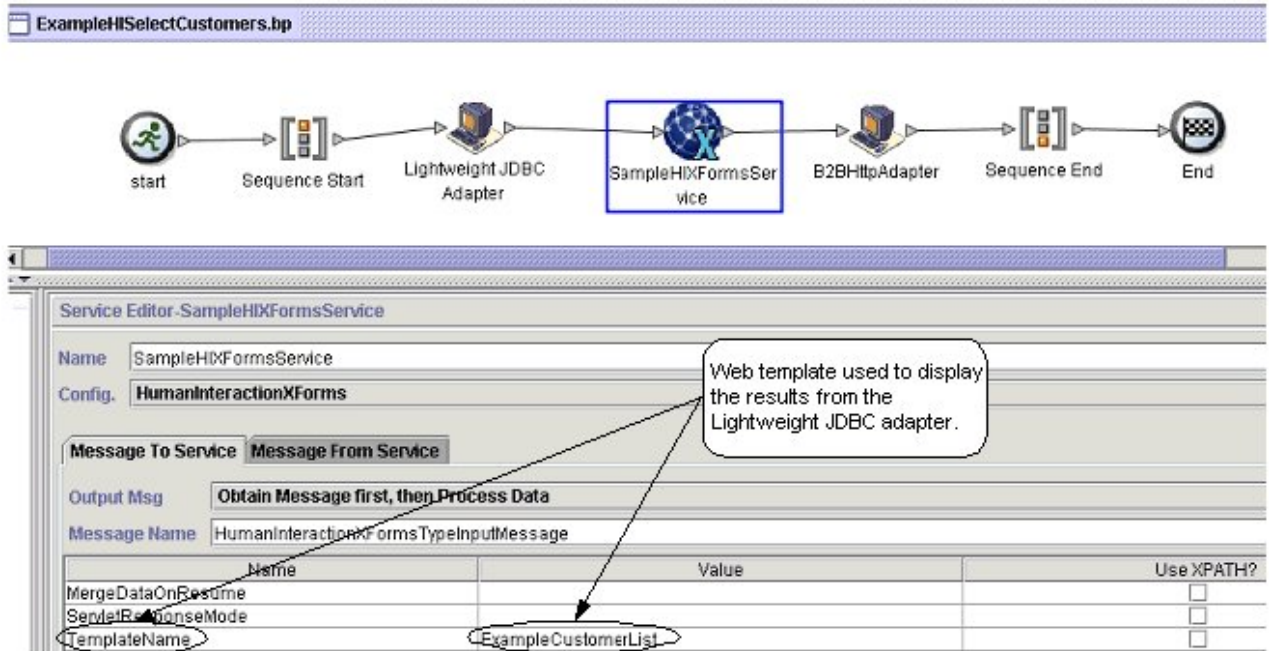 ExampleHISelectCustomers.bp
start
Sequence Start
Lightweight JDBC
Adapter
SampleHIXFormsSer
vice
B2BHttpAdapter
Sequence End
End
Service Editor-SampleHIXFormsService
Name SampleHIXFormsService
Config. HumanInteractionXForms
Web template used to display
the results from the
Lightweight JDBC adapter.
Message To Service Message From Service
Output Msg Obtain Message first, then Process Data
Message Name HumanInteractionXFormsTypeInputMessage
Name Value Use XPATH?
MergeDataOnResume
ServletResponseMode
TemplateName ExampleCustomerList